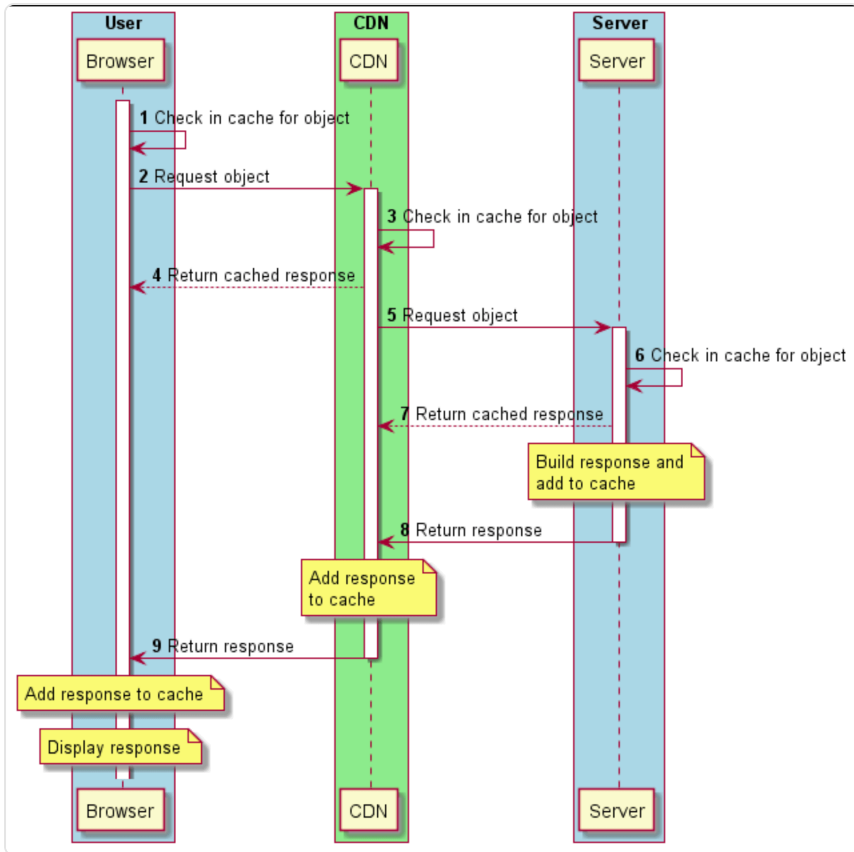 User
CDN
Server
Browser
CDN
Server
1 Check in cache for object
2 Request object
3 Check in cache for object
4 Return cached response
5 Request object
6 Check in cache for object
7 Return cached response
Build response and
add to cache
8 Return response
Add response
to cache
9 Return response
Add response to cache
Display response
Browser
CDN
Server